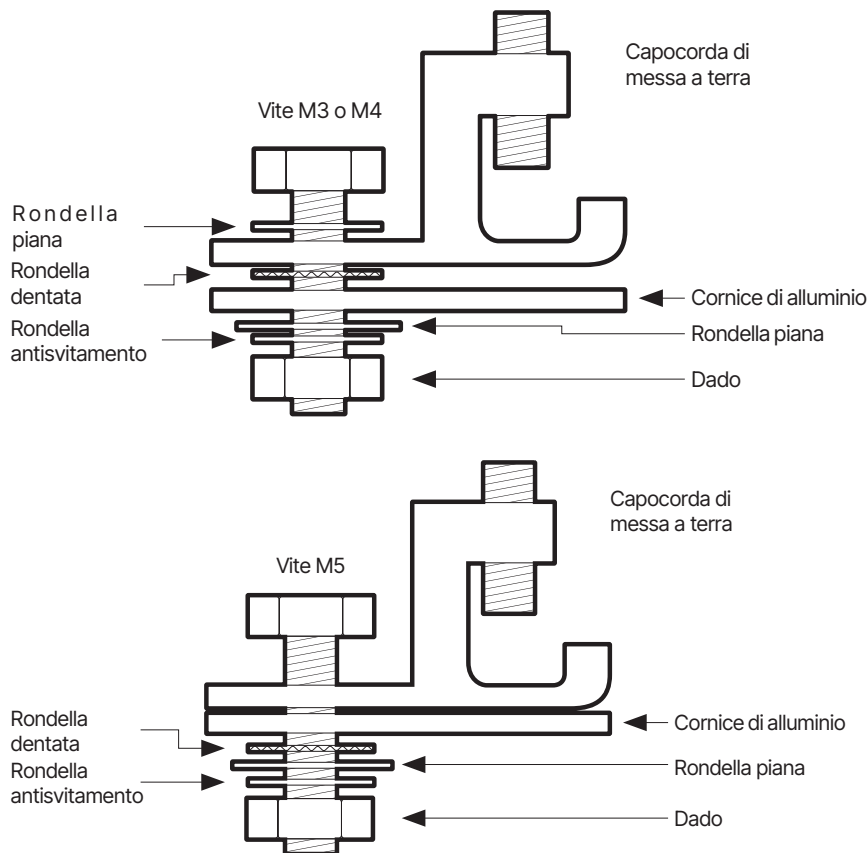 Capocorda di
messa a terra
Vite M3 o M4
Rondella
piana
Rondella
dentata
Cornice di alluminio
Rondella
antisvitamento
Rondella piana
Dado
Capocorda di
messa a terra
Vite M5
Rondella
dentata
Cornice di alluminio
Rondella
antisvitamento
Rondella piana
Dado